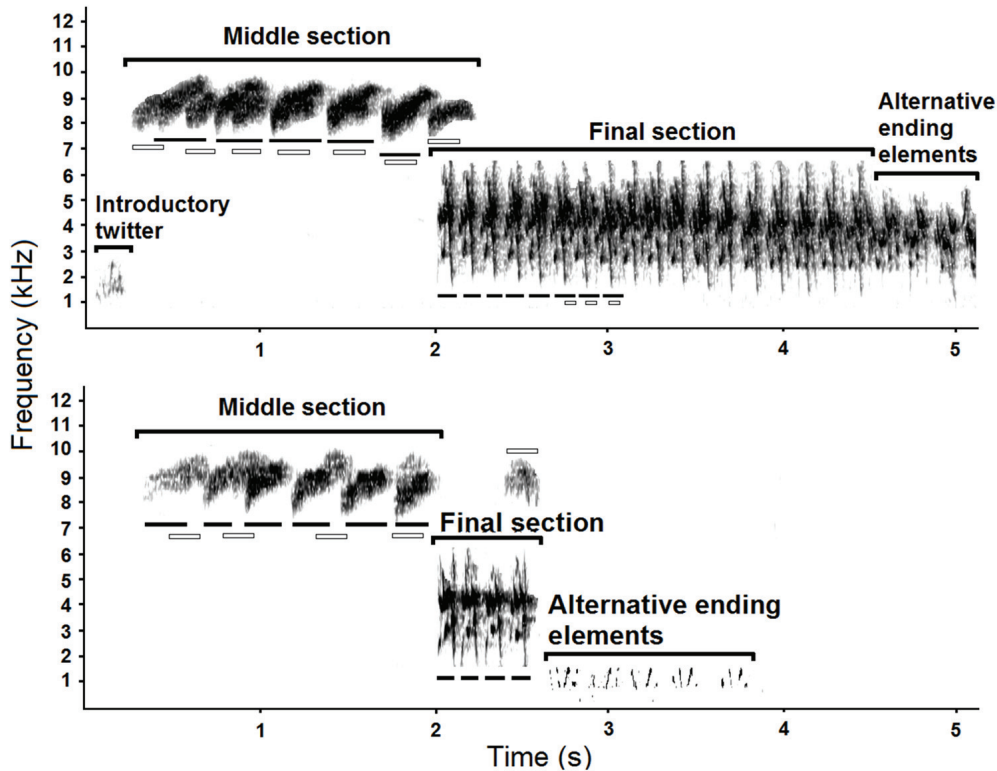 Middle section
Final section
Alternative
ending
elements
Introductory
twitter
12
11
10
9
8
7
6
5
4
3
2
1
1
2
3
4
5
Frequency (kHz)
Middle section
Final section
Alternative ending
elements
12
11
10
9
8
7
6
5
4
3
2
1
1
2
3
4
5
Time (s)